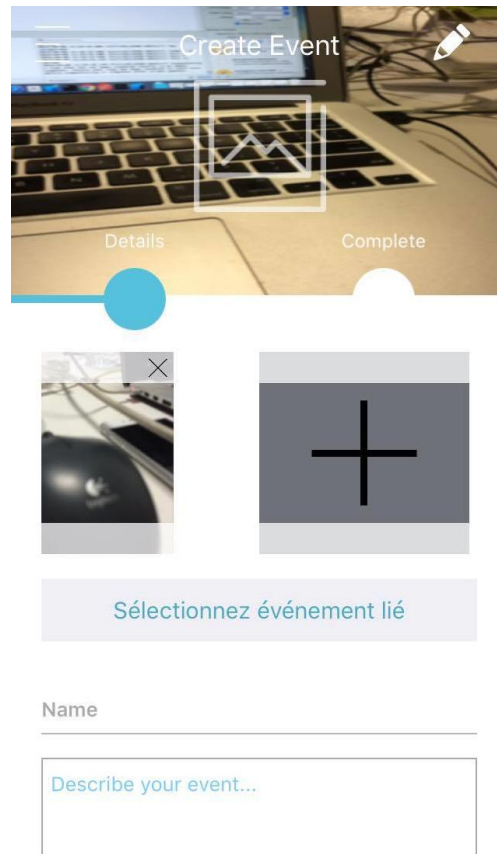 Create Event
Details
Complete
Sélectionnez événement lié
Name
Describe your event...